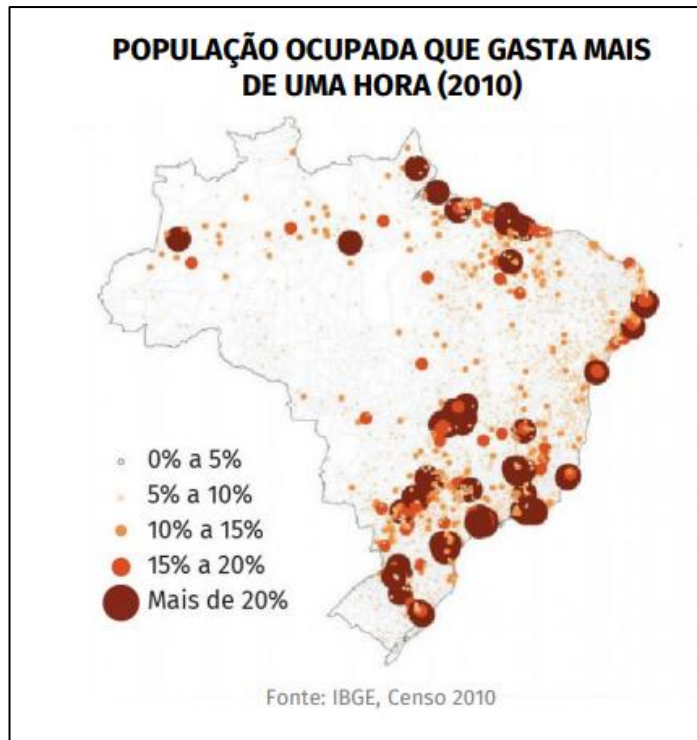 POPULAÇÃO OCUPADA QUE GASTA MAIS
DE UMA HORA (2010)
0% a 5%
5% a 10%
10% a 15%
15% a 20%
Mais de 20%
Fonte: IBGE, Censo 2010